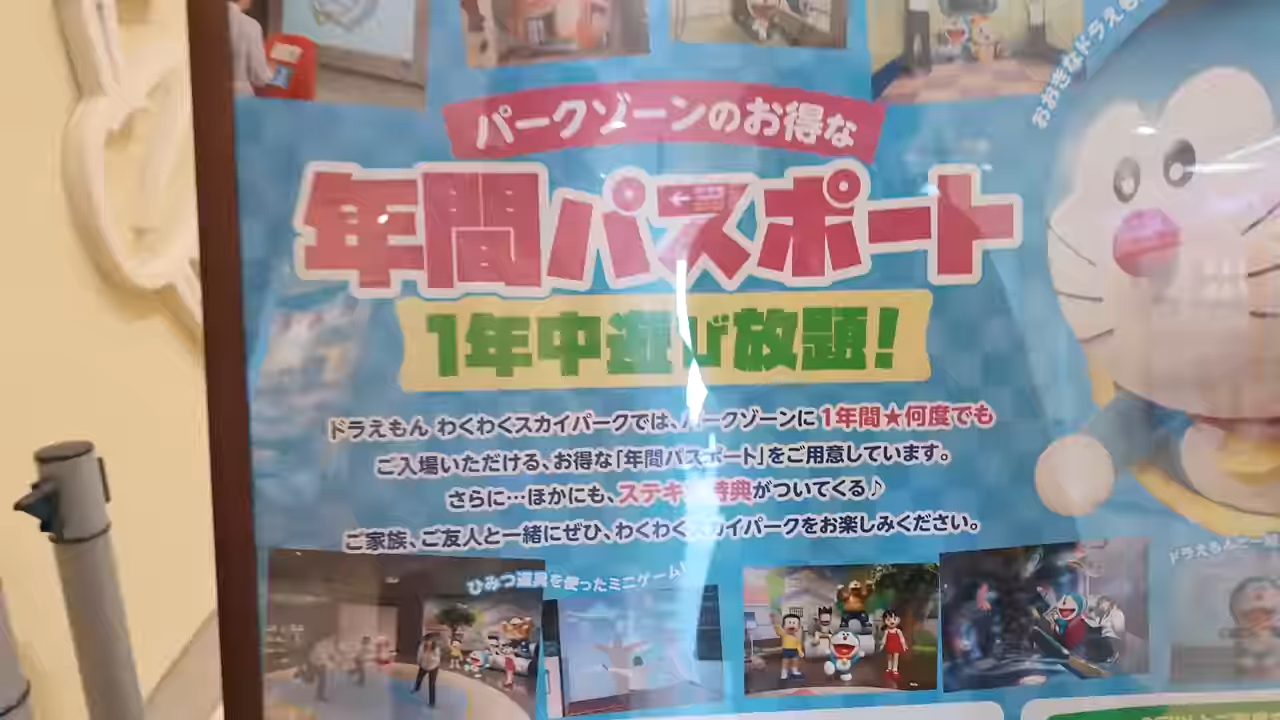 おおきなドラえも
パークゾーンのお得な
年間パスポート
1年中遊び放題!
ドラえもん わくわくスカイパークでは、パークゾーンに 1年間★何度でも
ご入場いただける、お得な「年間パスポート」をご用意しています。
さらに…ほかにも、ステキな特典がついてくる♪
ご家族、ご友人と一緒にぜひ、わくわくスカイパークをお楽しみください。
ひみつ道具を使ったミニゲーム!
ドラえもんと一緒